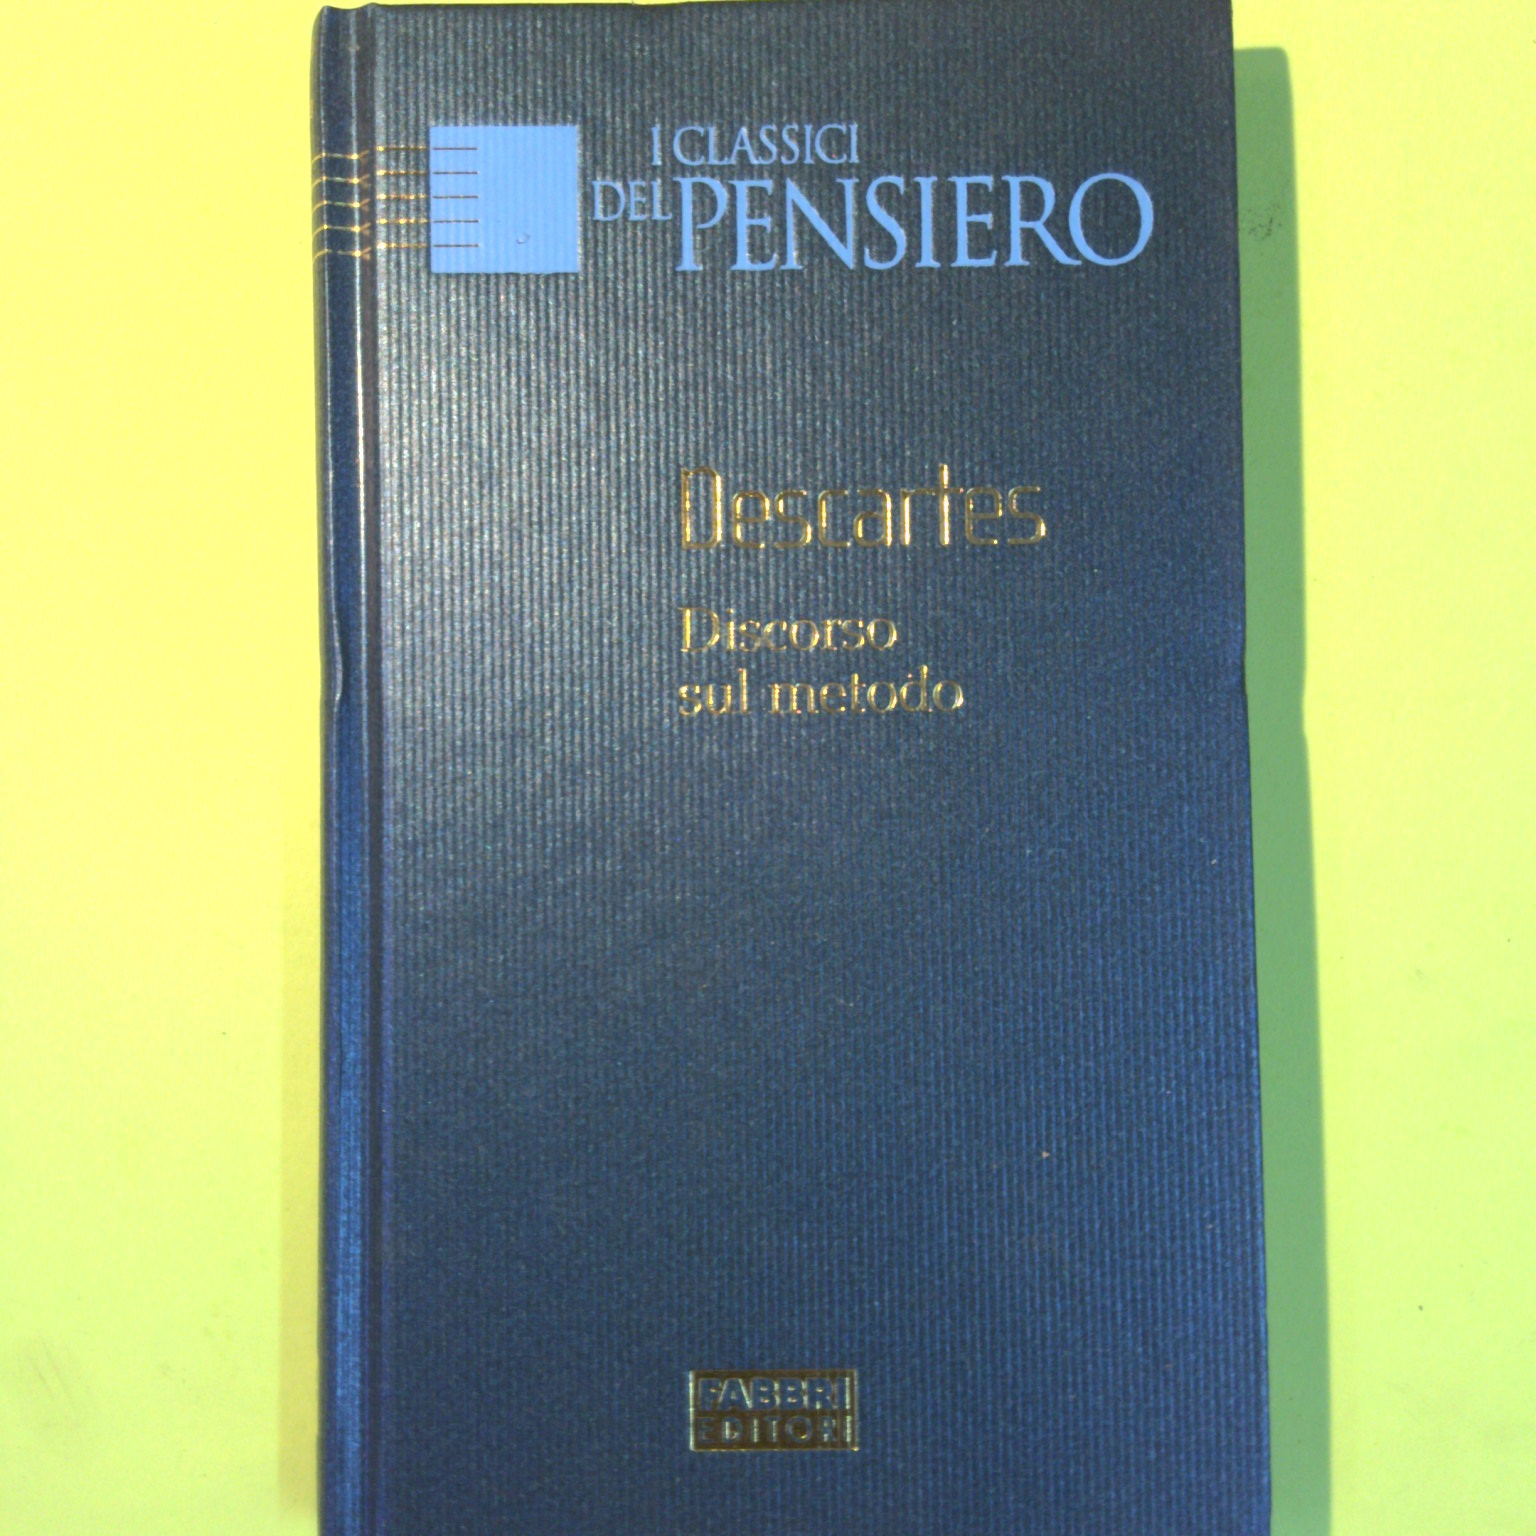 I CLASSICI
DEL PENSIERO
Descartes
Discorso
sul metodo
FABBRI
EDITORI